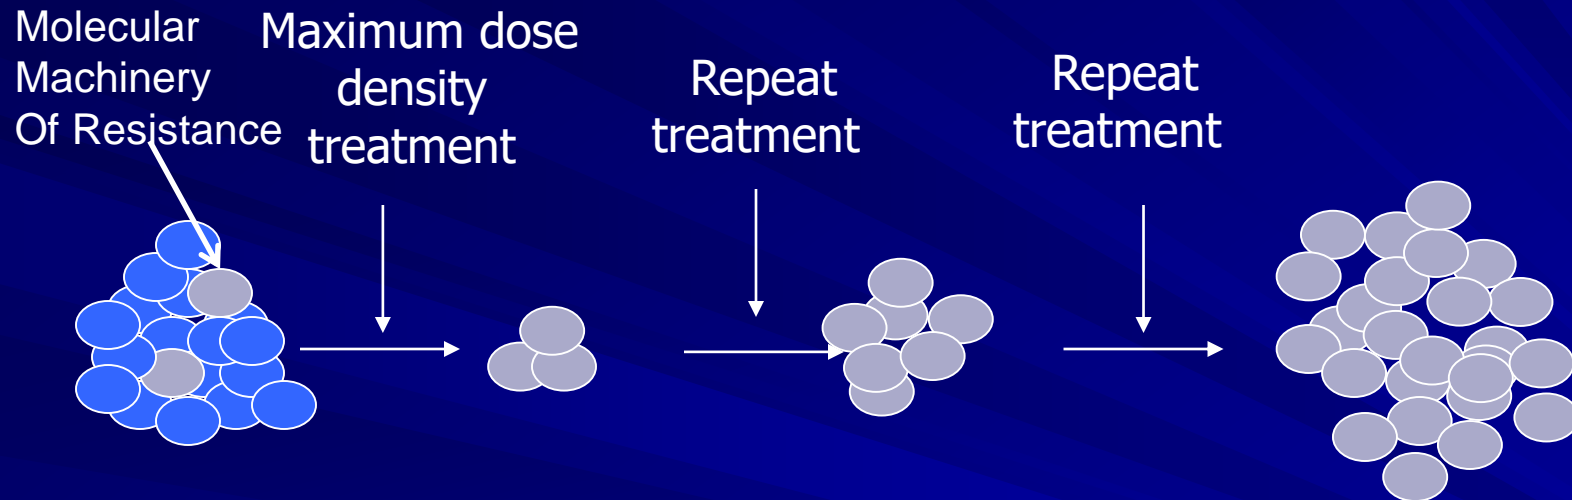 Molecular
Machinery
Of Resistance
Maximum dose
density
treatment
Repeat
treatment
Repeat
treatment